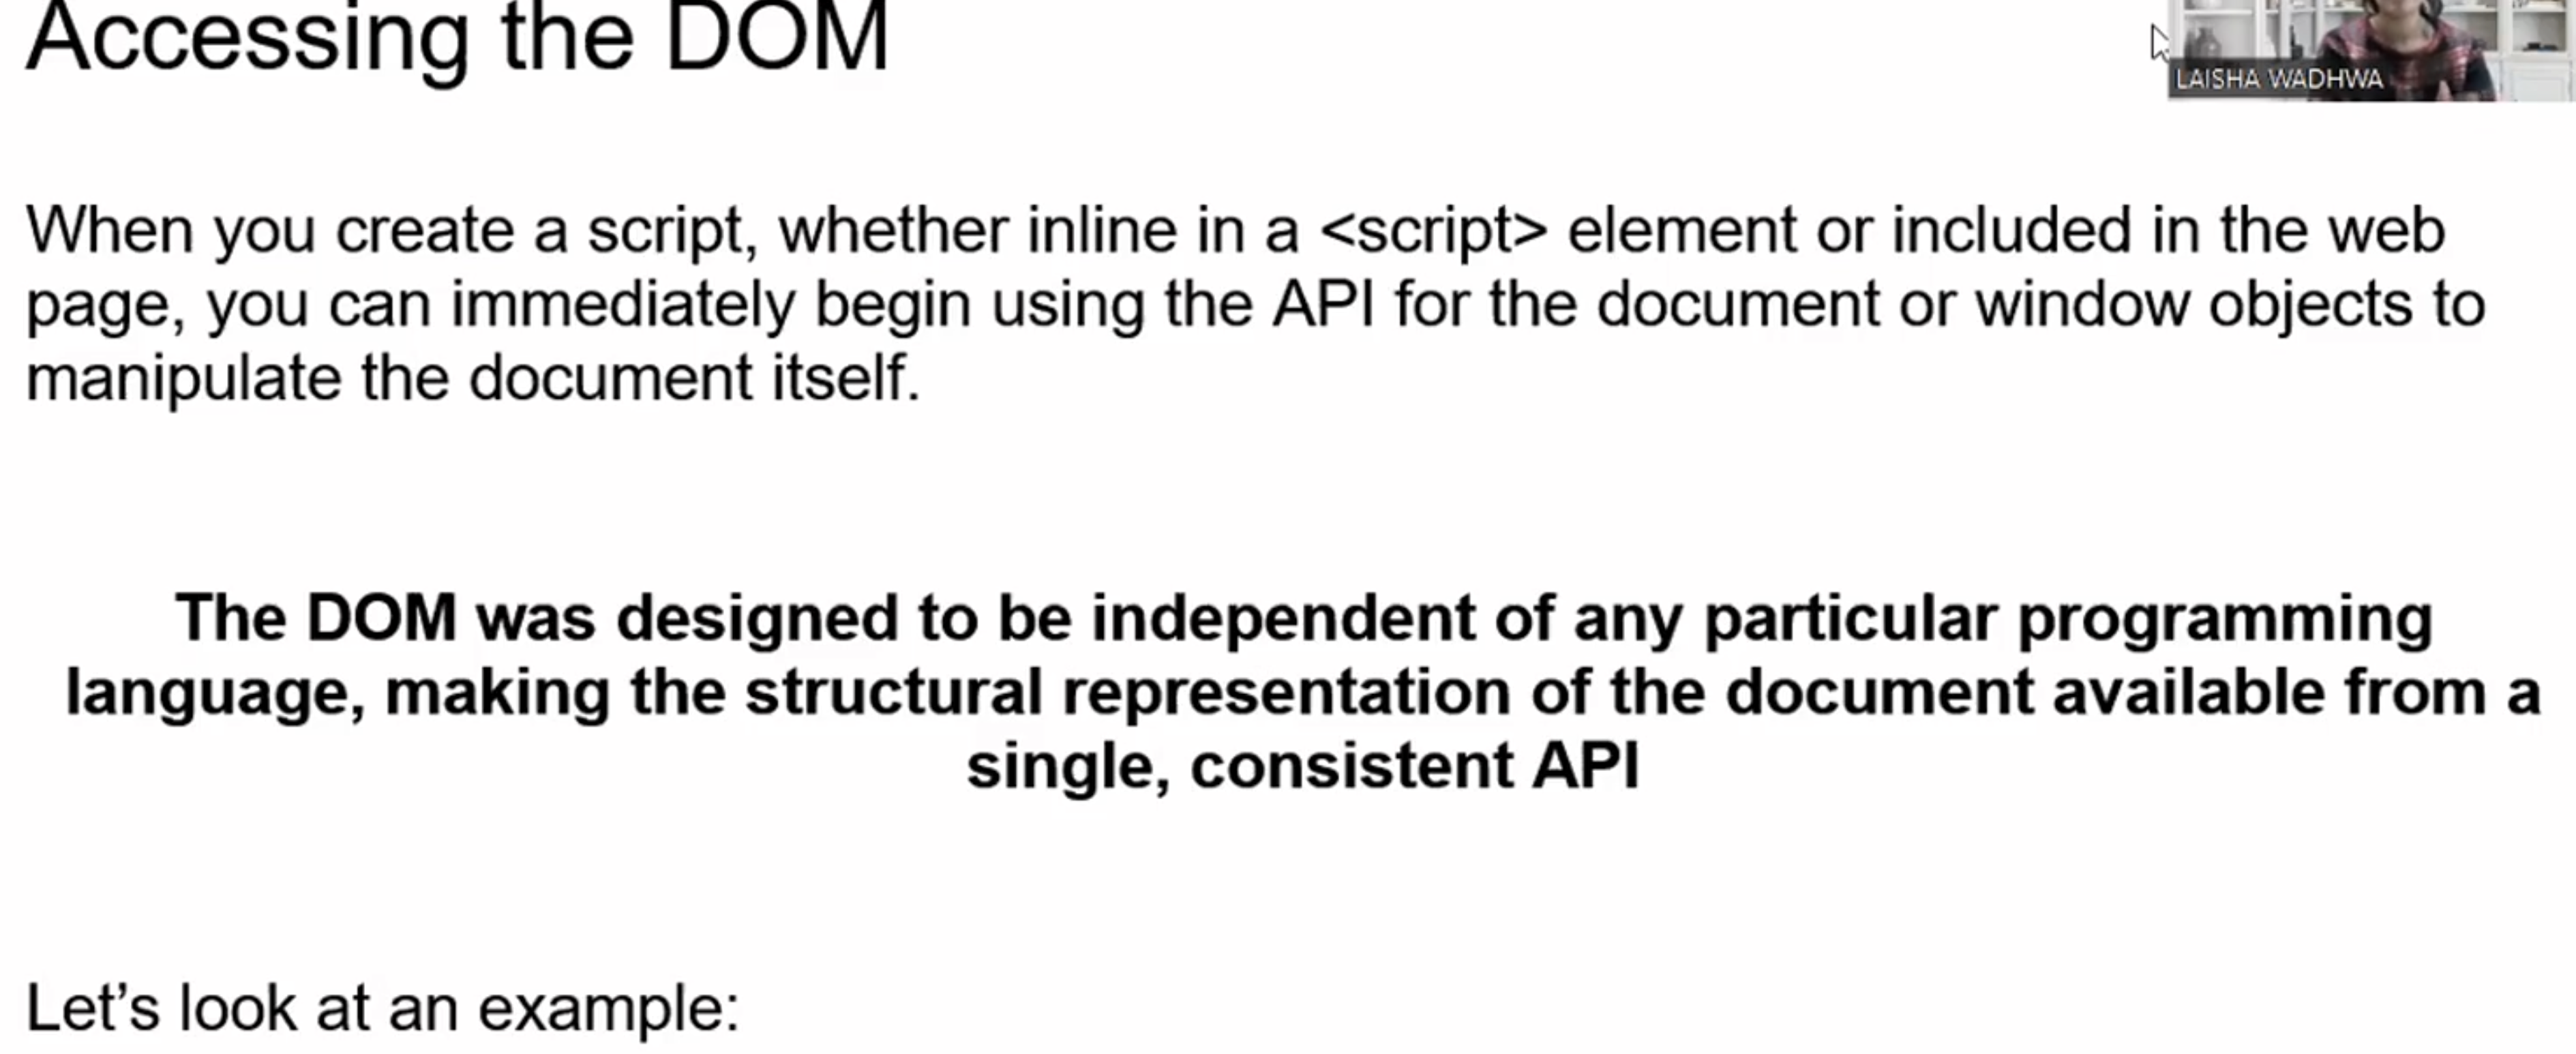 Accessing the DOM
LAISHA WADHWA
When you create a script, whether inline in a <script> element or included in the web
page, you can immediately begin using the API for the document or window objects to
manipulate the document itself.
The DOM was designed to be independent of any particular programming
language, making the structural representation of the document available from a
single, consistent API
Let’s look at an example: